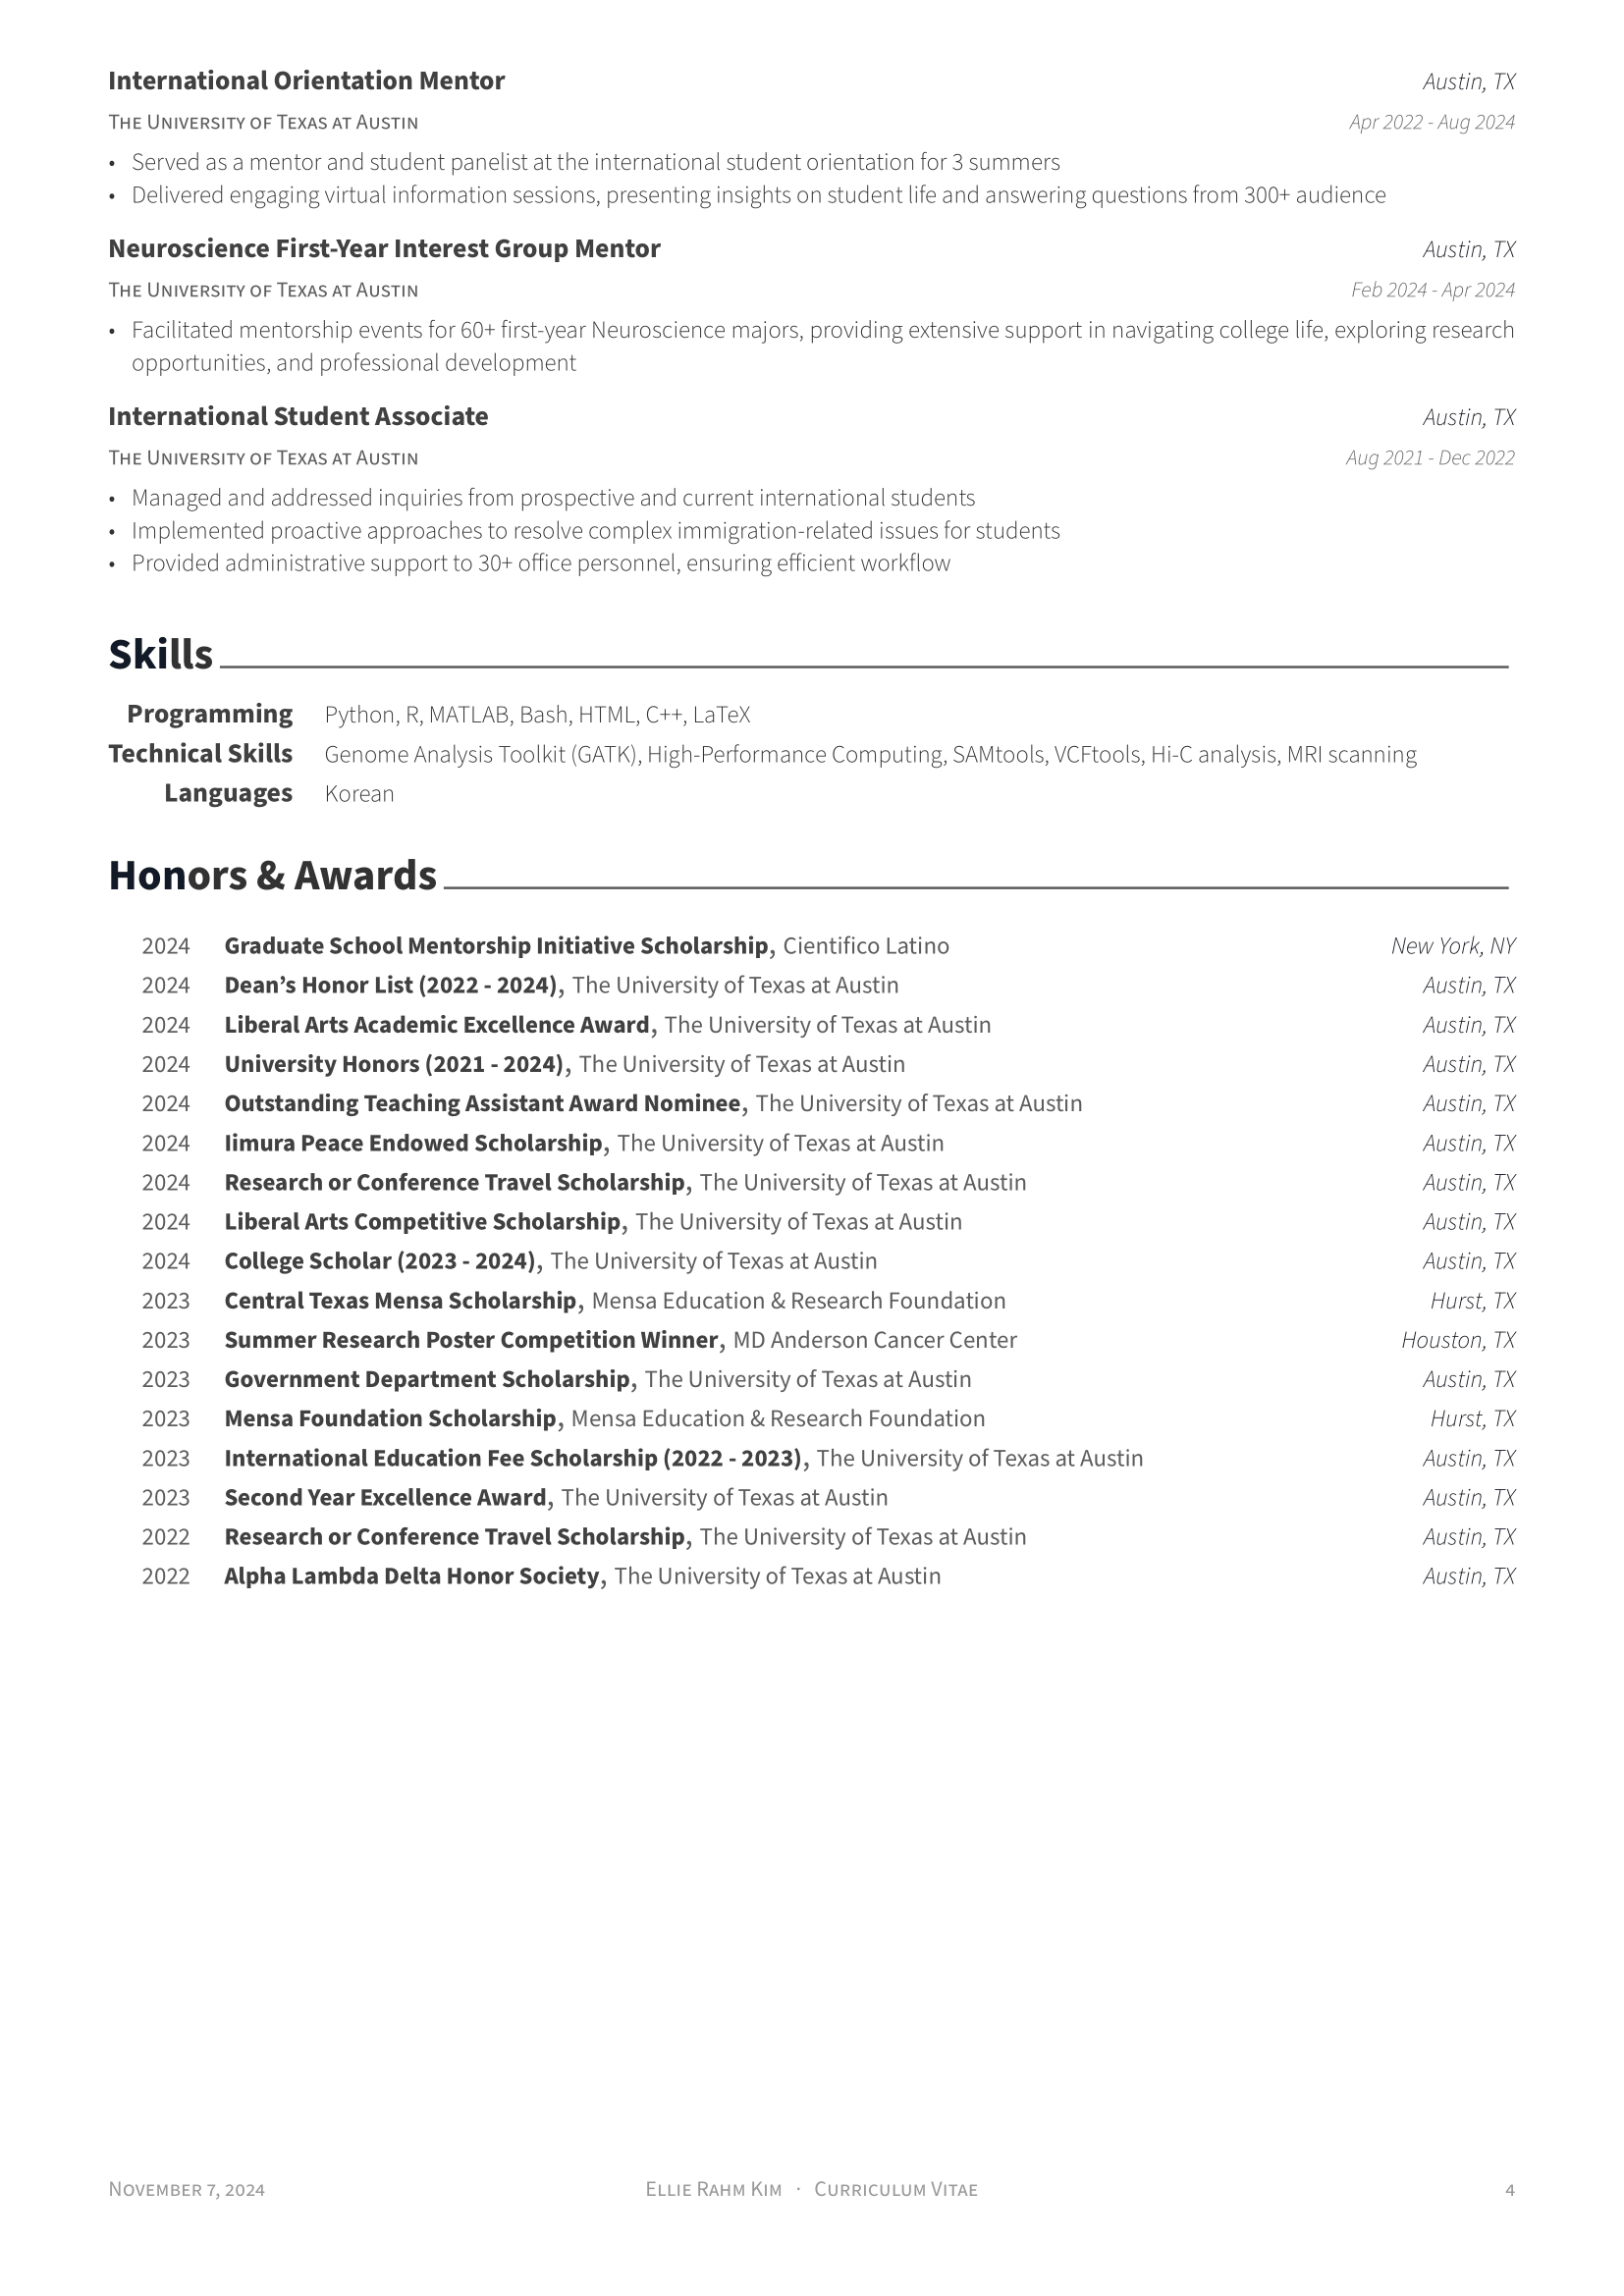 International Orientation Mentor Austin, TX
The University of Texas at Austin Apr 2022 - Aug 2024
• Served as a mentor and student panelist at the international student orientation for 3 summers
• Delivered engaging virtual information sessions, presenting insights on student life and answering questions from 300+ audience
Neuroscience First-Year Interest Group Mentor Austin, TX
The University of Texas at Austin Feb 2024 - Apr 2024
• Facilitated mentorship events for 60+ first-year Neuroscience majors, providing extensive support in navigating college life, exploring research
opportunities, and professional development
International Student Associate Austin, TX
The University of Texas at Austin Aug 2021 - Dec 2022
• Managed and addressed inquiries from prospective and current international students
• Implemented proactive approaches to resolve complex immigration-related issues for students
• Provided administrative support to 30+ office personnel, ensuring efficient workflow
Skills
Programming Python, R, MATLAB, Bash, HTML, C++, LaTeX
Technical Skills Genome Analysis Toolkit (GATK), High-Performance Computing, SAMtools, VCFtools, Hi-C analysis, MRI scanning
Languages Korean
Honors & Awards
2024 Graduate School Mentorship Initiative Scholarship, Cientifico Latino New York, NY
2024 Dean’s Honor List (2022 - 2024), The University of Texas at Austin Austin, TX
2024 Liberal Arts Academic Excellence Award, The University of Texas at Austin Austin, TX
2024 University Honors (2021 - 2024), The University of Texas at Austin Austin, TX
2024 Outstanding Teaching Assistant Award Nominee, The University of Texas at Austin Austin, TX
2024 Iimura Peace Endowed Scholarship, The University of Texas at Austin Austin, TX
2024 Research or Conference Travel Scholarship, The University of Texas at Austin Austin, TX
2024 Liberal Arts Competitive Scholarship, The University of Texas at Austin Austin, TX
2024 College Scholar (2023 - 2024), The University of Texas at Austin Austin, TX
2023 Central Texas Mensa Scholarship, Mensa Education & Research Foundation Hurst, TX
2023 Summer Research Poster Competition Winner, MD Anderson Cancer Center Houston, TX
2023 Government Department Scholarship, The University of Texas at Austin Austin, TX
2023 Mensa Foundation Scholarship, Mensa Education & Research Foundation Hurst, TX
2023 International Education Fee Scholarship (2022 - 2023), The University of Texas at Austin Austin, TX
2023 Second Year Excellence Award, The University of Texas at Austin Austin, TX
2022 Research or Conference Travel Scholarship, The University of Texas at Austin Austin, TX
2022 Alpha Lambda Delta Honor Society, The University of Texas at Austin Austin, TX
November 7, 2024 Ellie Rahm Kim · Curriculum Vitae 4